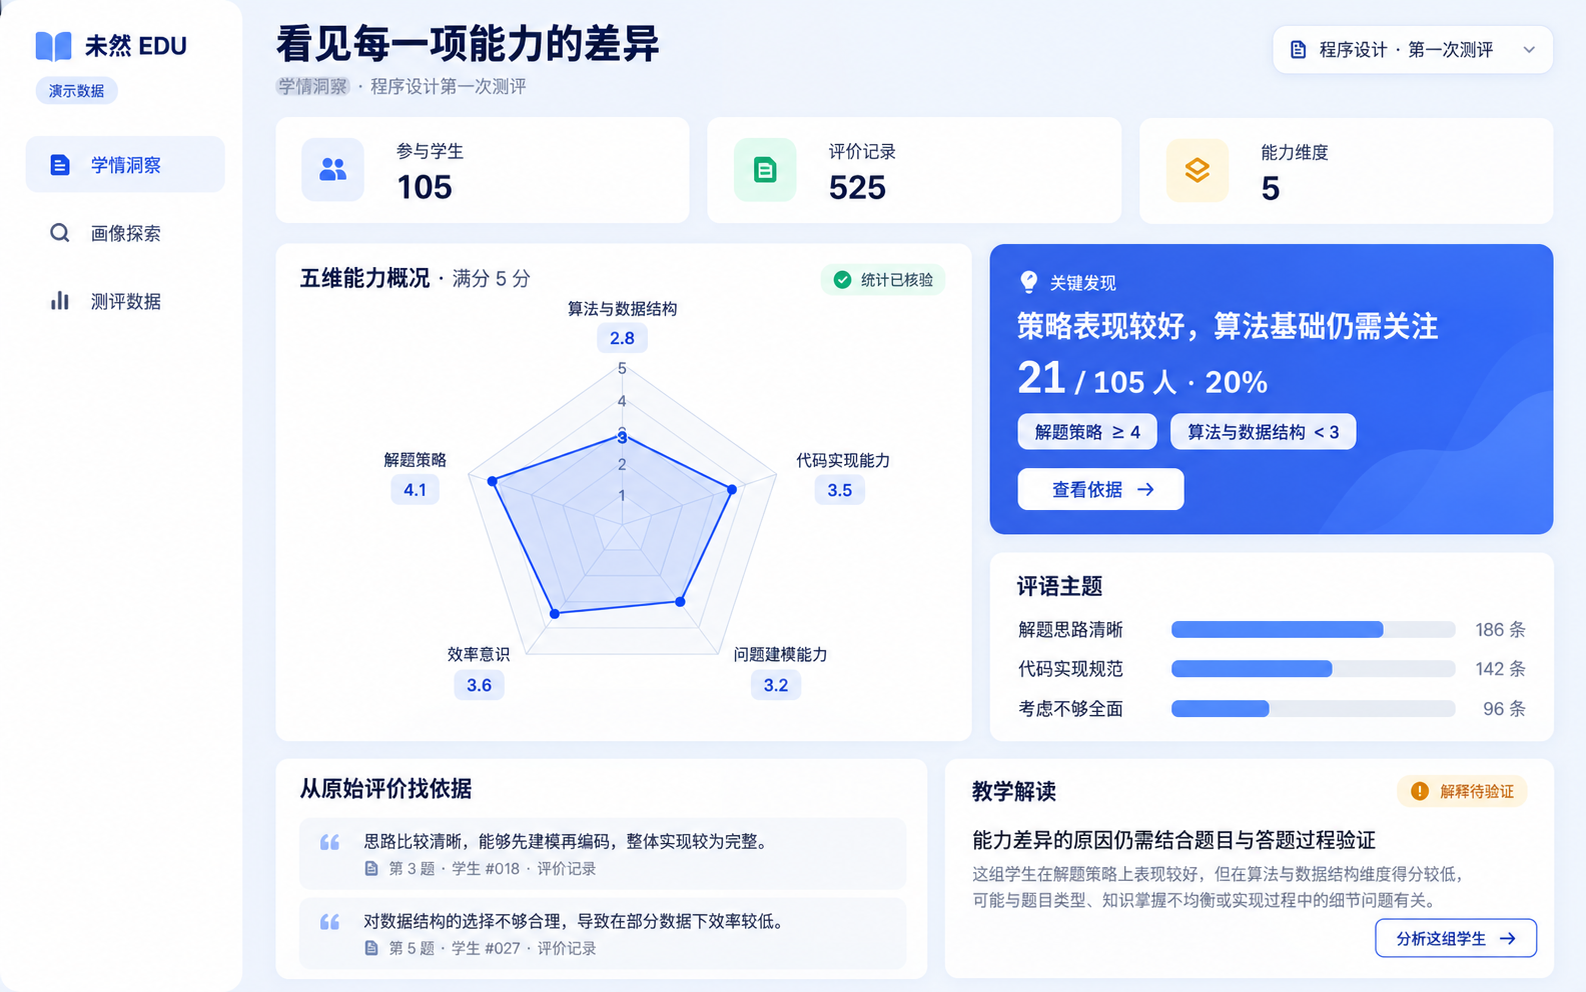 未然 EDU
演示数据
学情洞察
画像探索
测评数据
看见每一项能力的差异
学情洞察 · 程序设计第一次测评
程序设计 · 第一次测评
参与学生
105
评价记录
525
能力维度
5
五维能力概况 · 满分 5 分
统计已核验
算法与数据结构
2.8
5
4
3
2
1
解题策略
4.1
代码实现能力
3.5
效率意识
3.6
问题建模能力
3.2
关键发现
策略表现较好，算法基础仍需关注
21 / 105 人 · 20%
解题策略 ≥ 4
算法与数据结构 < 3
查看依据 →
评语主题
解题思路清晰 186 条
代码实现规范 142 条
考虑不够全面 96 条
从原始评价找依据
思路比较清晰，能够先建模再编码，整体实现较为完整。
第 3 题 · 学生 #018 · 评价记录
对数据结构的选择不够合理，导致在部分数据下效率较低。
第 5 题 · 学生 #027 · 评价记录
教学解读
解释待验证
能力差异的原因仍需结合题目与答题过程验证
这组学生在解题策略上表现较好，但在算法与数据结构维度得分较低，
可能与题目类型、知识掌握不均衡或实现过程中的细节问题有关。
分析这组学生 →